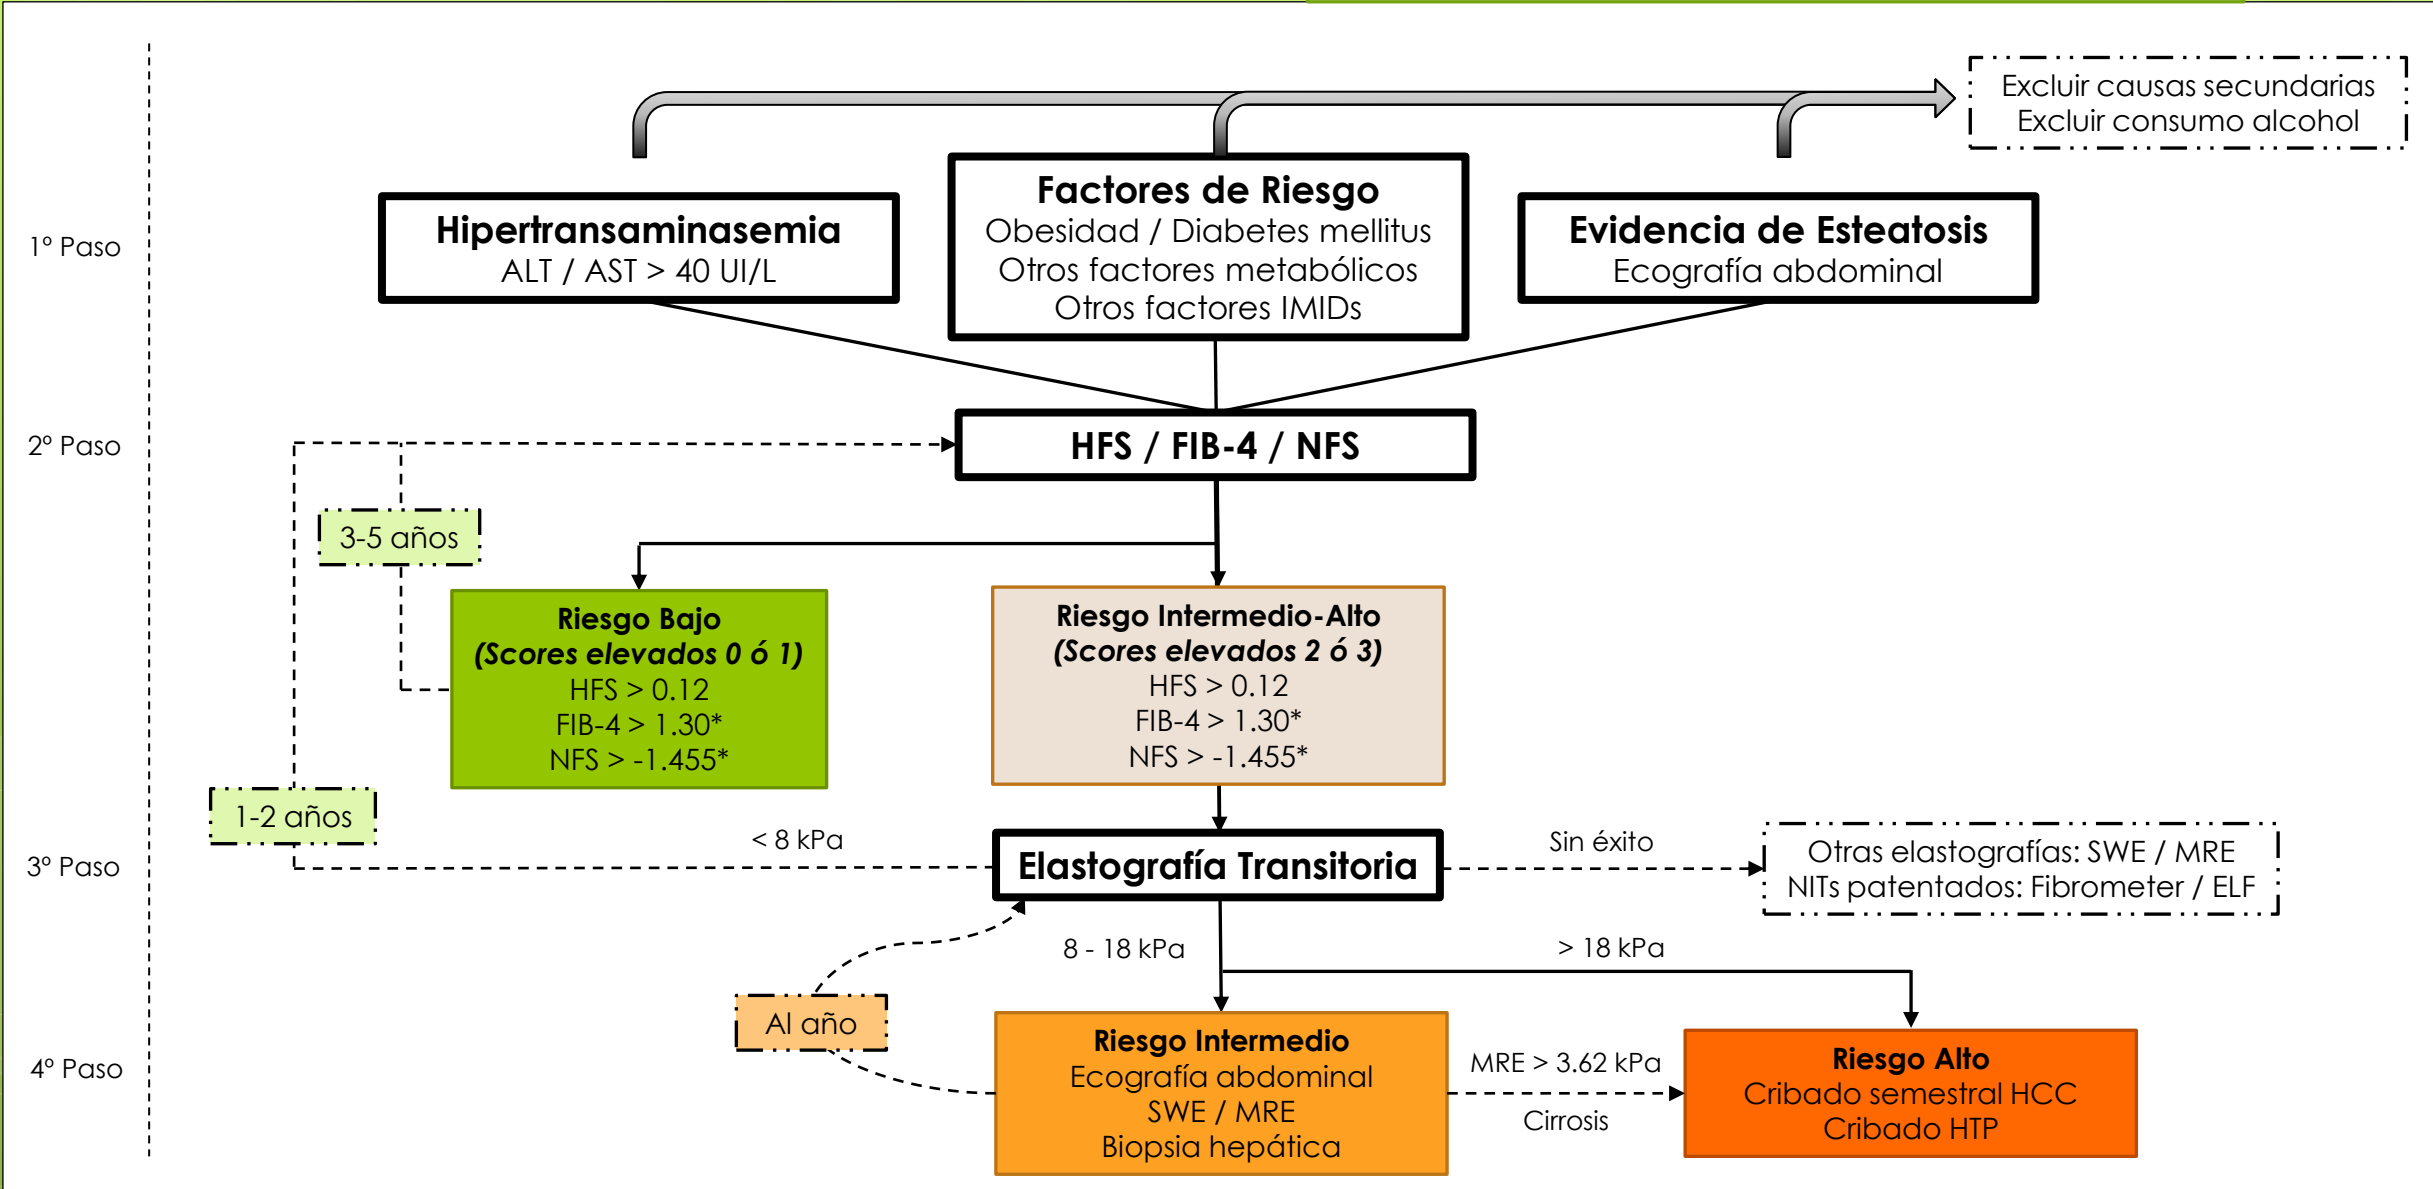 Excluir causas secundarias
Excluir consumo alcohol
1º Paso
Hipertransaminasemia
ALT / AST > 40 UI/L
Factores de Riesgo
Obesidad / Diabetes mellitus
Otros factores metabólicos
Otros factores IMIDs
Evidencia de Esteatosis
Ecografía abdominal
2º Paso
HFS / FIB-4 / NFS
3-5 años
Riesgo Bajo
(Scores elevados 0 ó 1)
HFS > 0.12
FIB-4 > 1.30*
NFS > -1.455*
Riesgo Intermedio-Alto
(Scores elevados 2 ó 3)
HFS > 0.12
FIB-4 > 1.30*
NFS > -1.455*
1-2 años
< 8 kPa
3º Paso
Elastografía Transitoria
Sin éxito
Otras elastografías: SWE / MRE
NITs patentados: Fibrometer / ELF
8 - 18 kPa
> 18 kPa
Al año
4º Paso
Riesgo Intermedio
Ecografía abdominal
SWE / MRE
Biopsia hepática
MRE > 3.62 kPa
Cirrosis
Riesgo Alto
Cribado semestral HCC
Cribado HTP